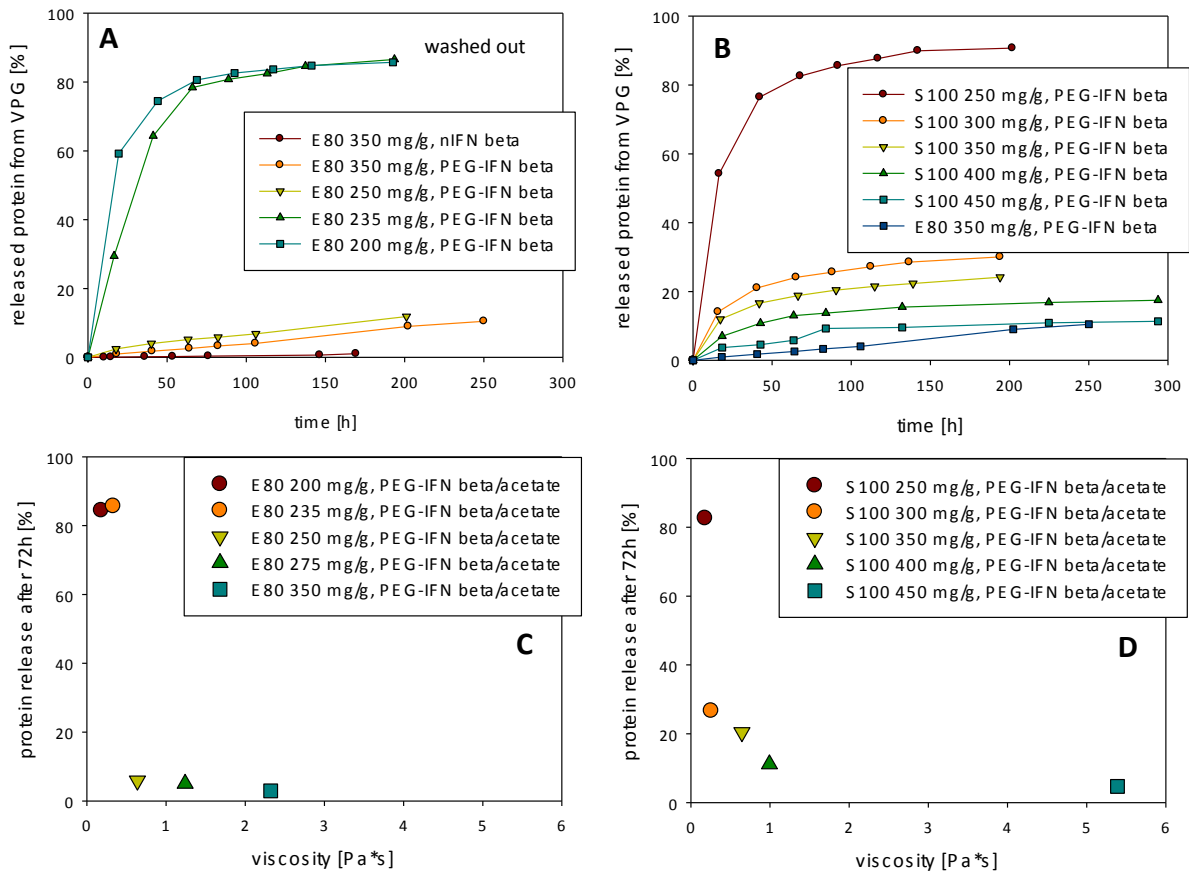 A
washed out
E80 350 mg/g, nIFN beta
E80 350 mg/g, PEG-IFN beta
E80 250 mg/g, PEG-IFN beta
E80 235 mg/g, PEG-IFN beta
E80 200 mg/g, PEG-IFN beta
released protein from VPG [%]
100
80
60
40
20
0
0 50 100 150 200 250 300
time [h]
B
S100 250 mg/g, PEG-IFN beta
S100 300 mg/g, PEG-IFN beta
S100 350 mg/g, PEG-IFN beta
S100 400 mg/g, PEG-IFN beta
S100 450 mg/g, PEG-IFN beta
E80 350 mg/g, PEG-IFN beta
released protein from VPG [%]
100
80
60
40
20
0
0 50 100 150 200 250 300
time [h]
E80 200 mg/g, PEG-IFN beta/acetate
E80 235 mg/g, PEG-IFN beta/acetate
E80 250 mg/g, PEG-IFN beta/acetate
E80 275 mg/g, PEG-IFN beta/acetate
E80 350 mg/g, PEG-IFN beta/acetate
C
protein release after 72h [%]
100
80
60
40
20
0
0 1 2 3 4 5 6
viscosity [Pa*s]
S100 250 mg/g, PEG-IFN beta/acetate
S100 300 mg/g, PEG-IFN beta/acetate
S100 350 mg/g, PEG-IFN beta/acetate
S100 400 mg/g, PEG-IFN beta/acetate
S100 450 mg/g, PEG-IFN beta/acetate
D
protein release after 72h [%]
100
80
60
40
20
0
0 1 2 3 4 5 6
viscosity [Pa*s]